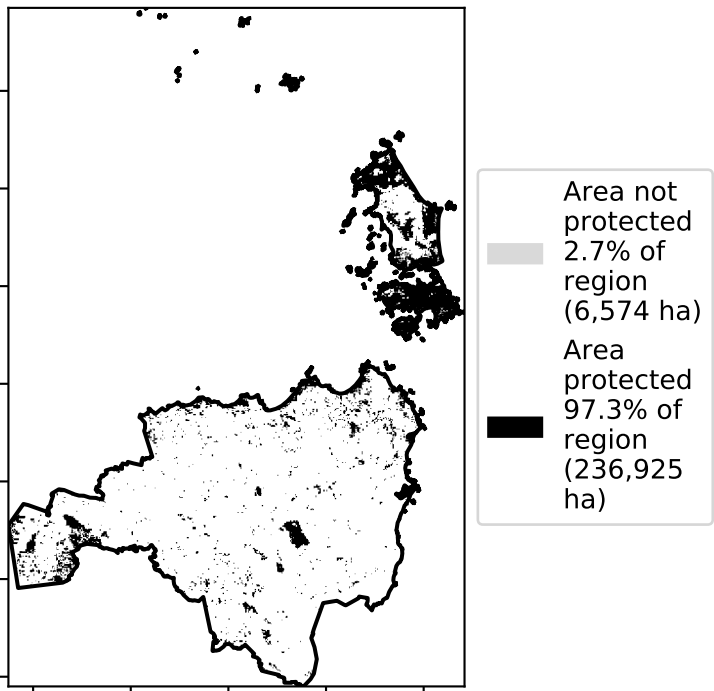 Area not
protected
2.7% of
region
(6,574 ha)
Area
protected
97.3% of
region
(236,925
ha)